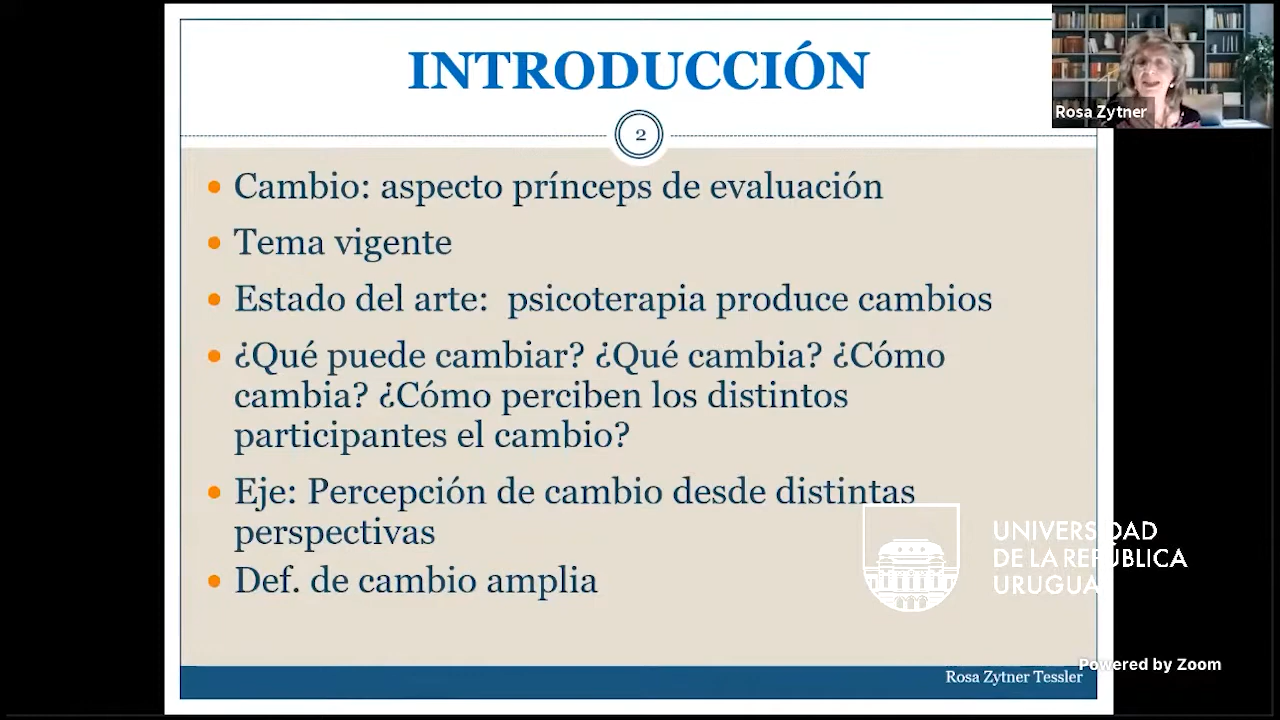 INTRODUCCIÓN
2
Rosa Zytner
Cambio: aspecto prínceps de evaluación
Tema vigente
Estado del arte: psicoterapia produce cambios
¿Qué puede cambiar? ¿Qué cambia? ¿Cómo
cambia? ¿Cómo perciben los distintos
participantes el cambio?
Eje: Percepción de cambio desde distintas
perspectivas
Def. de cambio amplia
UNIVERSIDAD
DE LA REPÚBLICA
URUGUAY
Powered by Zoom
Rosa Zytner Tessler